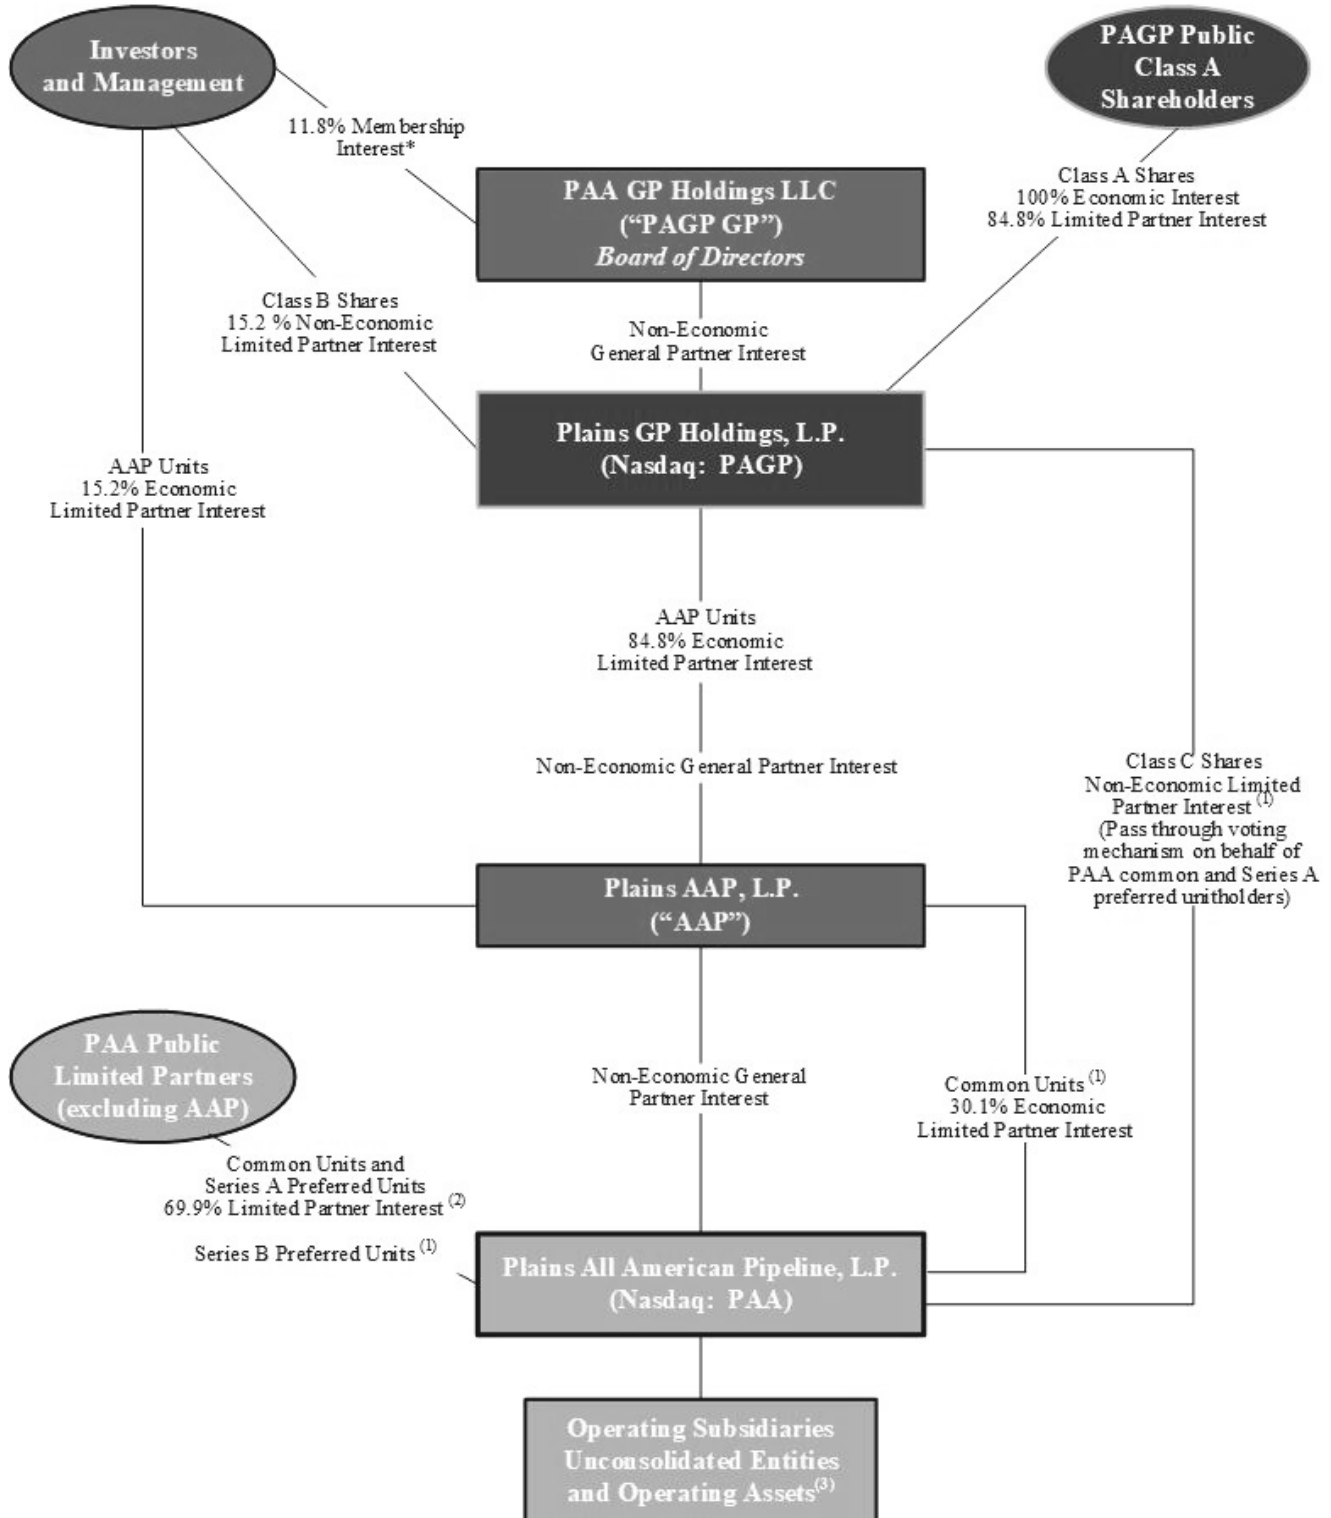 Investors
and Management
PAGP Public
Class A
Shareholders
11.8% Membership
Interest*
Class A Shares
100% Economic Interest
84.8% Limited Partner Interest
PAA GP Holdings LLC
(“PAGP GP”)
Board of Directors
Class B Shares
15.2 % Non-Economic
Limited Partner Interest
Non-Economic
General Partner Interest
Plains GP Holdings, L.P.
(Nasdaq: PAGP)
AAP Units
15.2% Economic
Limited Partner Interest
AAP Units
84.8% Economic
Limited Partner Interest
Non-Economic General Partner Interest
Class C Shares
Non-Economic Limited
Partner Interest (1)
(Pass through voting
mechanism on behalf of
PAA common and Series A
preferred unitholders)
Plains AAP, L.P.
(“AAP”)
PAA Public
Limited Partners
(excluding AAP)
Non-Economic General
Partner Interest
Common Units (1)
30.1% Economic
Limited Partner Interest
Common Units and
Series A Preferred Units
69.9% Limited Partner Interest (2)
Series B Preferred Units (1)
Plains All American Pipeline, L.P.
(Nasdaq: PAA)
Operating Subsidiaries
Unconsolidated Entities
and Operating Assets(3)